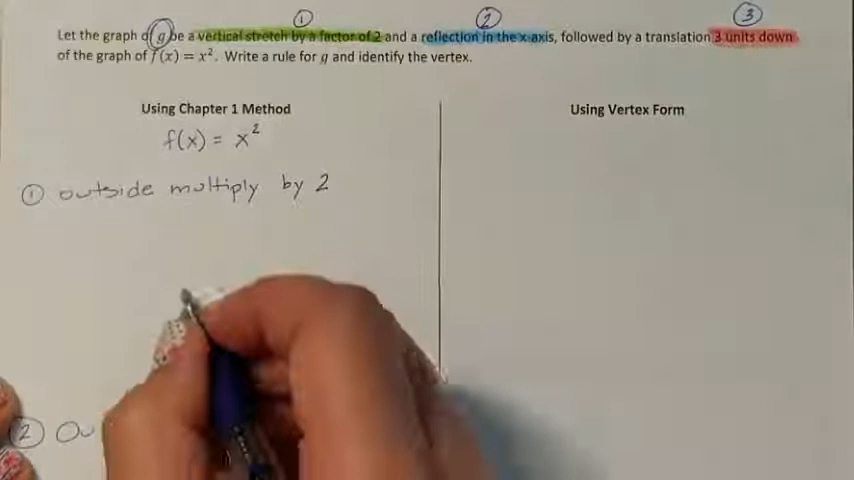 ① ② ③
Let the graph of g be a vertical stretch by a factor of 2 and a reflection in the x-axis, followed by a translation 3 units down
of the graph of f(x) = x². Write a rule for g and identify the vertex.
Using Chapter 1 Method
f(x) = x²
① outside multiply by 2
②
Using Vertex Form